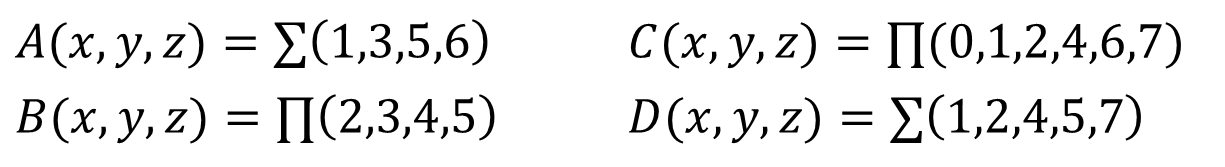 A(x, y, z) = ∑(1,3,5,6)
B(x, y, z) = ∏(2,3,4,5)
C(x, y, z) = ∏(0,1,2,4,6,7)
D(x, y, z) = ∑(1,2,4,5,7)